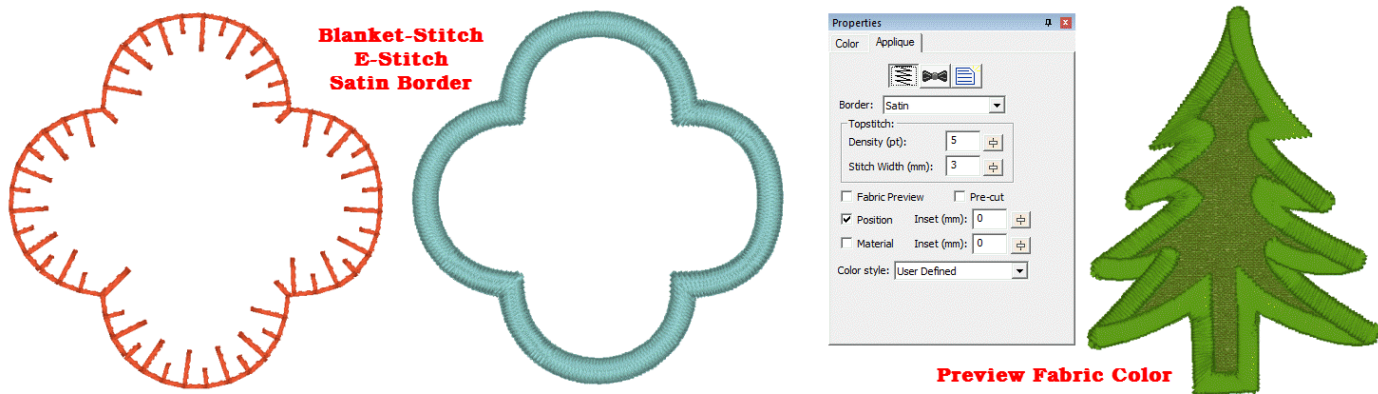 Blanket-Stitch
E-Stitch
Satin Border
Properties
Color Applique
Border: Satin
Topstitch:
Density (pt): 5
Stitch Width (mm): 3
Fabric Preview Pre-cut
Position Inset (mm): 0
Material Inset (mm): 0
Color style: User Defined
Preview Fabric Color